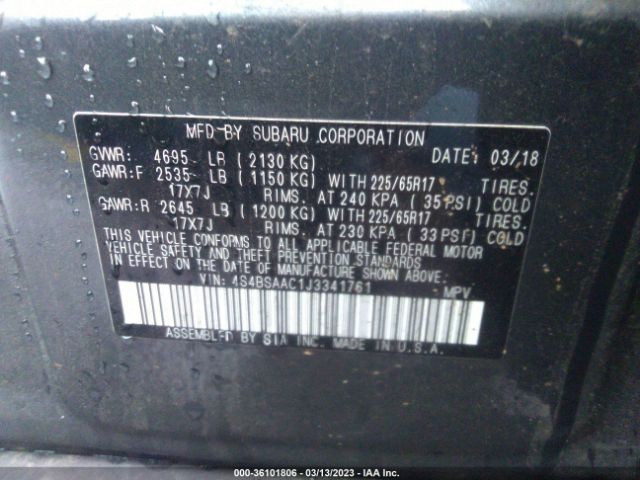 MFD BY SUBARU CORPORATION
GVWR: 4695 LB (2130 KG) DATE: 03/18
GAWR:F 2535 LB (1150 KG) WITH 225/65R17 TIRES.
17X7J RIMS. AT 240 KPA (35 PSI) COLD
GAWR:R 2645 LB (1200 KG) WITH 225/65R17 TIRES.
17X7J RIMS. AT 230 KPA (33 PSI) COLD
THIS VEHICLE CONFORMS TO ALL APPLICABLE FEDERAL MOTOR
VEHICLE SAFETY AND THEFT PREVENTION STANDARDS
IN EFFECT ON THE DATE OF MANUFACTURE SHOWN ABOVE.
VIN: 4S4BSAAC1J3341761 MPV
ASSEMBLED BY SIA INC. MADE IN U.S.A.
000-36101806 — 03/13/2023 — IAA Inc.